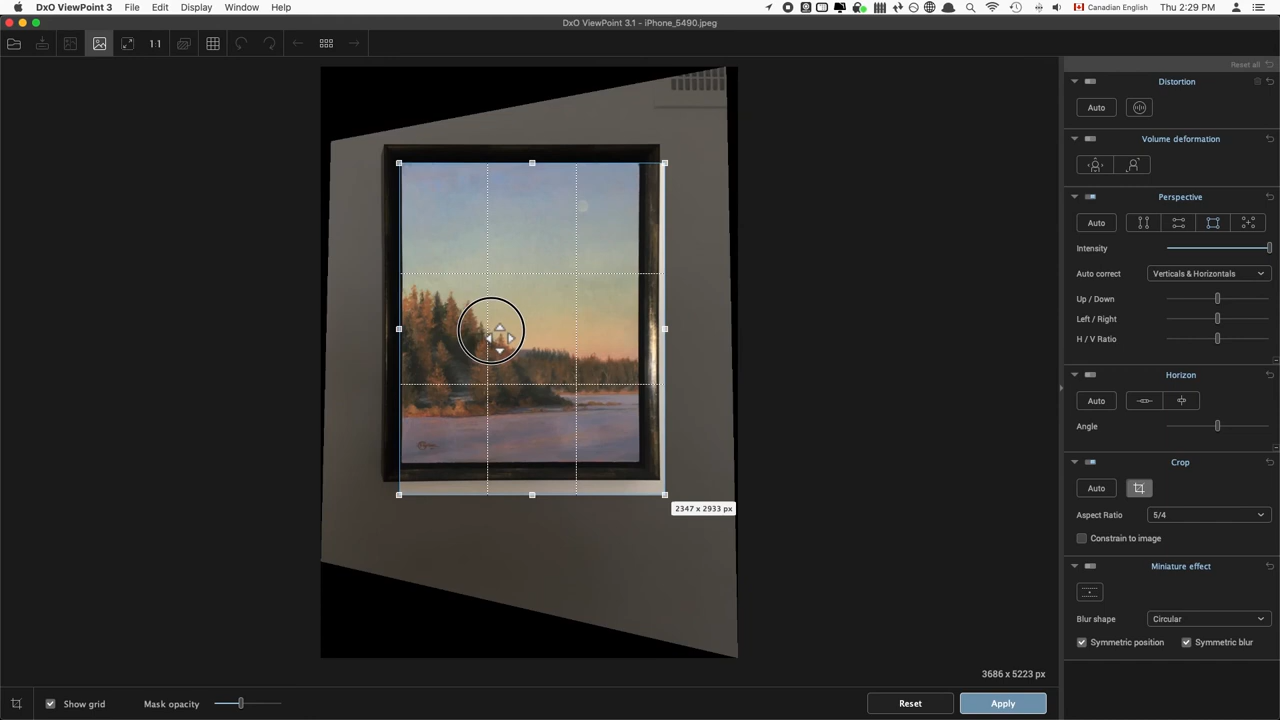 DxO ViewPoint 3 File Edit Display Window Help Canadian English Thu 2:29 PM
DxO ViewPoint 3.1 - iPhone_5490.jpeg
1:1
Reset all
Distortion
Auto
Volume deformation
Perspective
Auto
Intensity
Auto correct Verticals & Horizontals
Up / Down
Left / Right
H / V Ratio
Horizon
Auto
Angle
Crop
Auto
2347 x 2933 px
Aspect Ratio 5/4
Constrain to image
Miniature effect
Blur shape Circular
Symmetric position Symmetric blur
3686 x 5223 px
Show grid Mask opacity Reset Apply